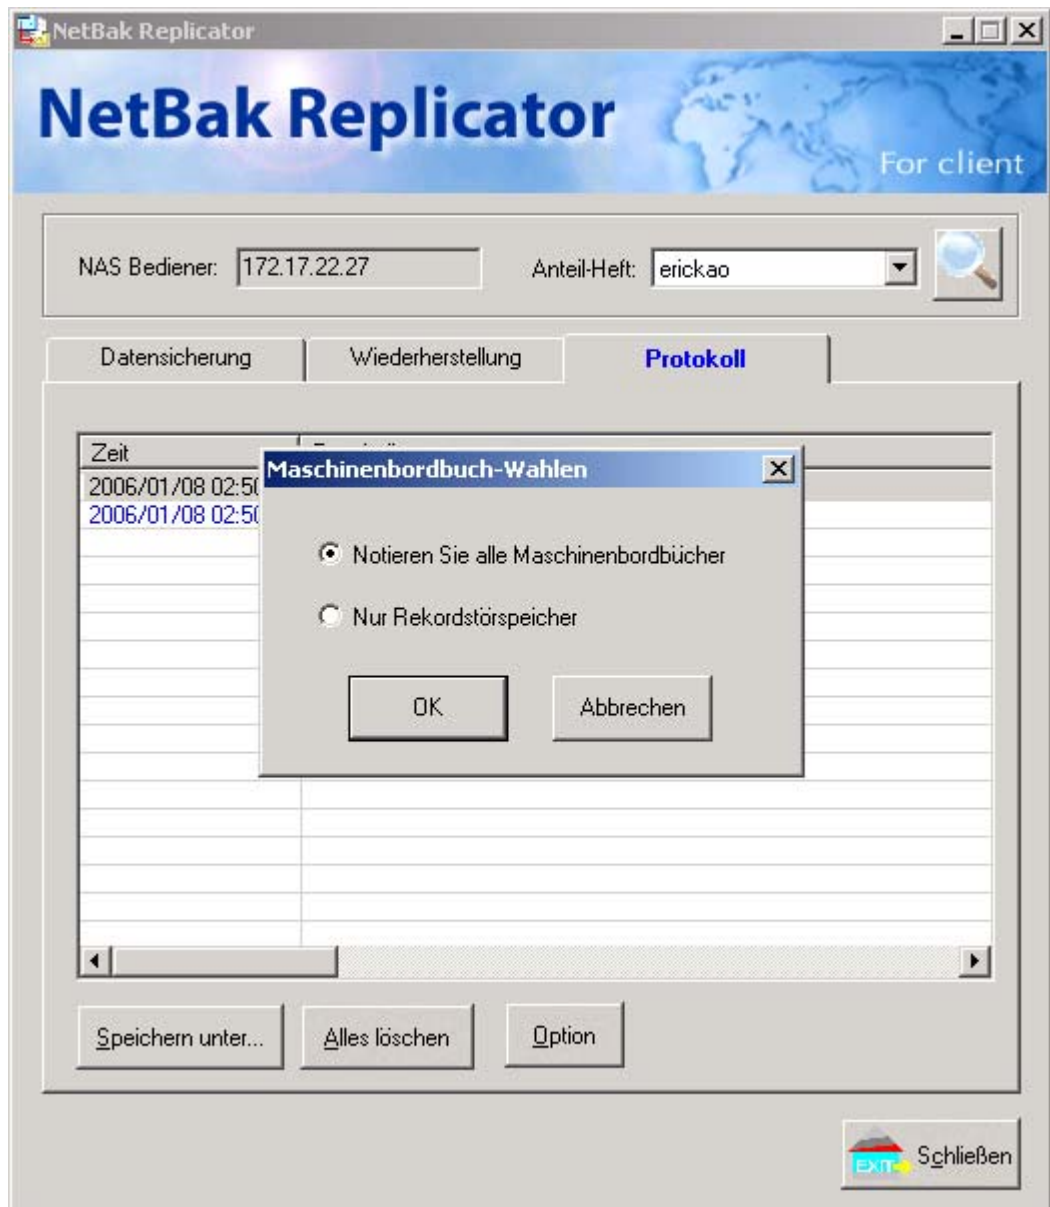 NetBak Replicator
NetBak Replicator
For client
NAS Bediener: 172.17.22.27 Anteil-Heft: erickao
Datensicherung Wiederherstellung Protokoll
Zeit
Maschinenbordbuch-Wahlen
2006/01/08 02:50
2006/01/08 02:50
Notieren Sie alle Maschinenbordbücher
Nur Rekordstörspeicher
OK Abbrechen
Speichern unter... Alles löschen Option
EXIT Schließen